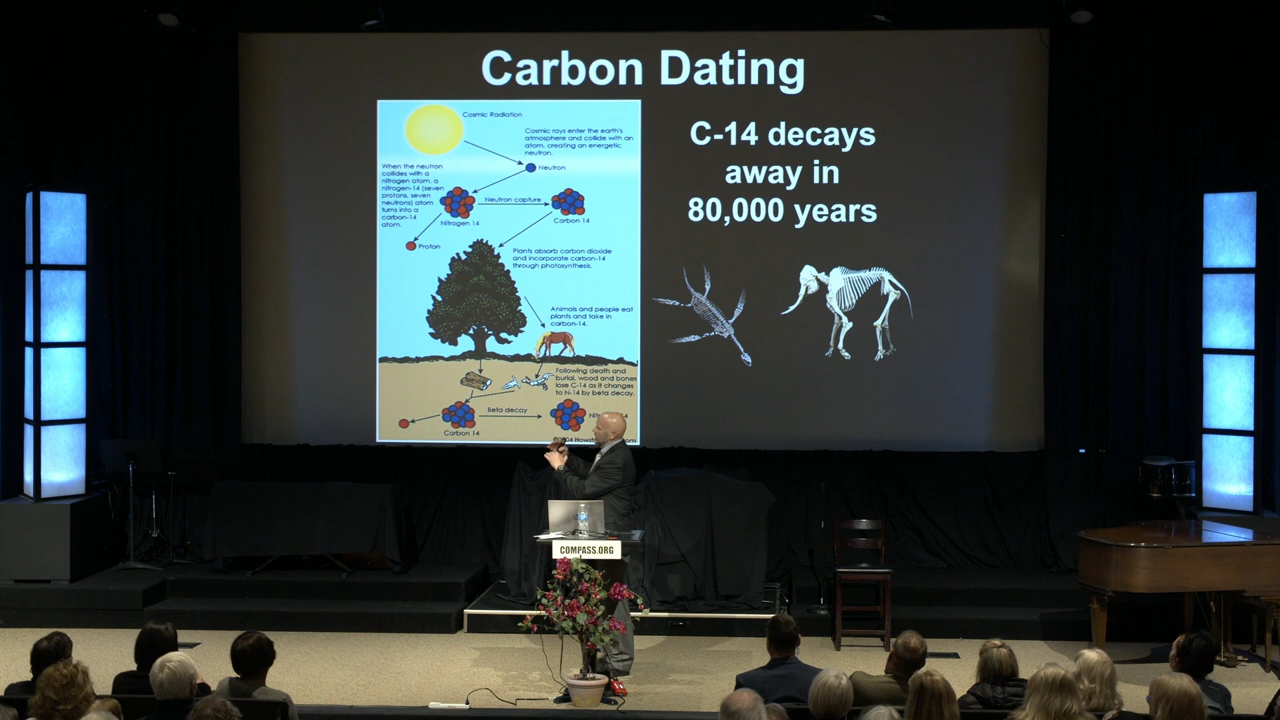 Carbon Dating
Cosmic Radiation
Cosmic rays enter the earth's
atmosphere and collide with an
atom, creating an energetic
neutron.
Neutron
When the neutron
collides with a
nitrogen atom, a
nitrogen-14 (seven
protons, seven
neutrons) atom
turns into a
carbon-14
atom.
Neutron capture
Nitrogen 14
Carbon 14
Proton
Plants absorb carbon dioxide
and incorporate carbon-14
through photosynthesis.
Animals and people eat
plants and take in
carbon-14.
Following death and
burial, wood and bones
lose C-14 as it changes
to N-14 by beta decay.
Beta decay
Carbon 14
C-14 decays
away in
80,000 years
COMPASS.ORG